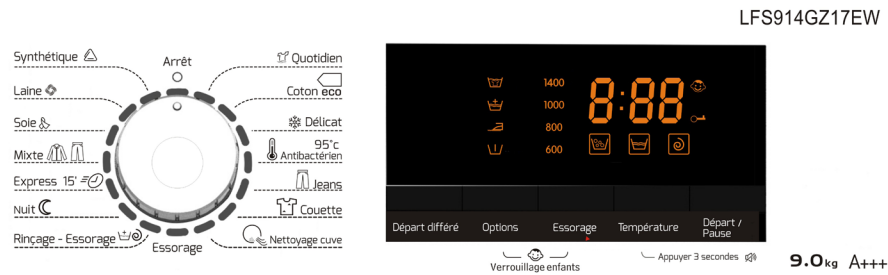 LFS914GZ17EW
Synthétique
Arrêt
Quotidien
Laine
Coton eco
Soie
Délicat
Mixte
95°c
Antibactérien
Express 15'
Jeans
Nuit
Couette
Rinçage - Essorage
Essorage
Nettoyage cuve
1400
1000
800
600
8:88
Départ différé
Options
Essorage
Température
Départ /
Pause
Verrouillage enfants
Appuyer 3 secondes
9.0kg A+++